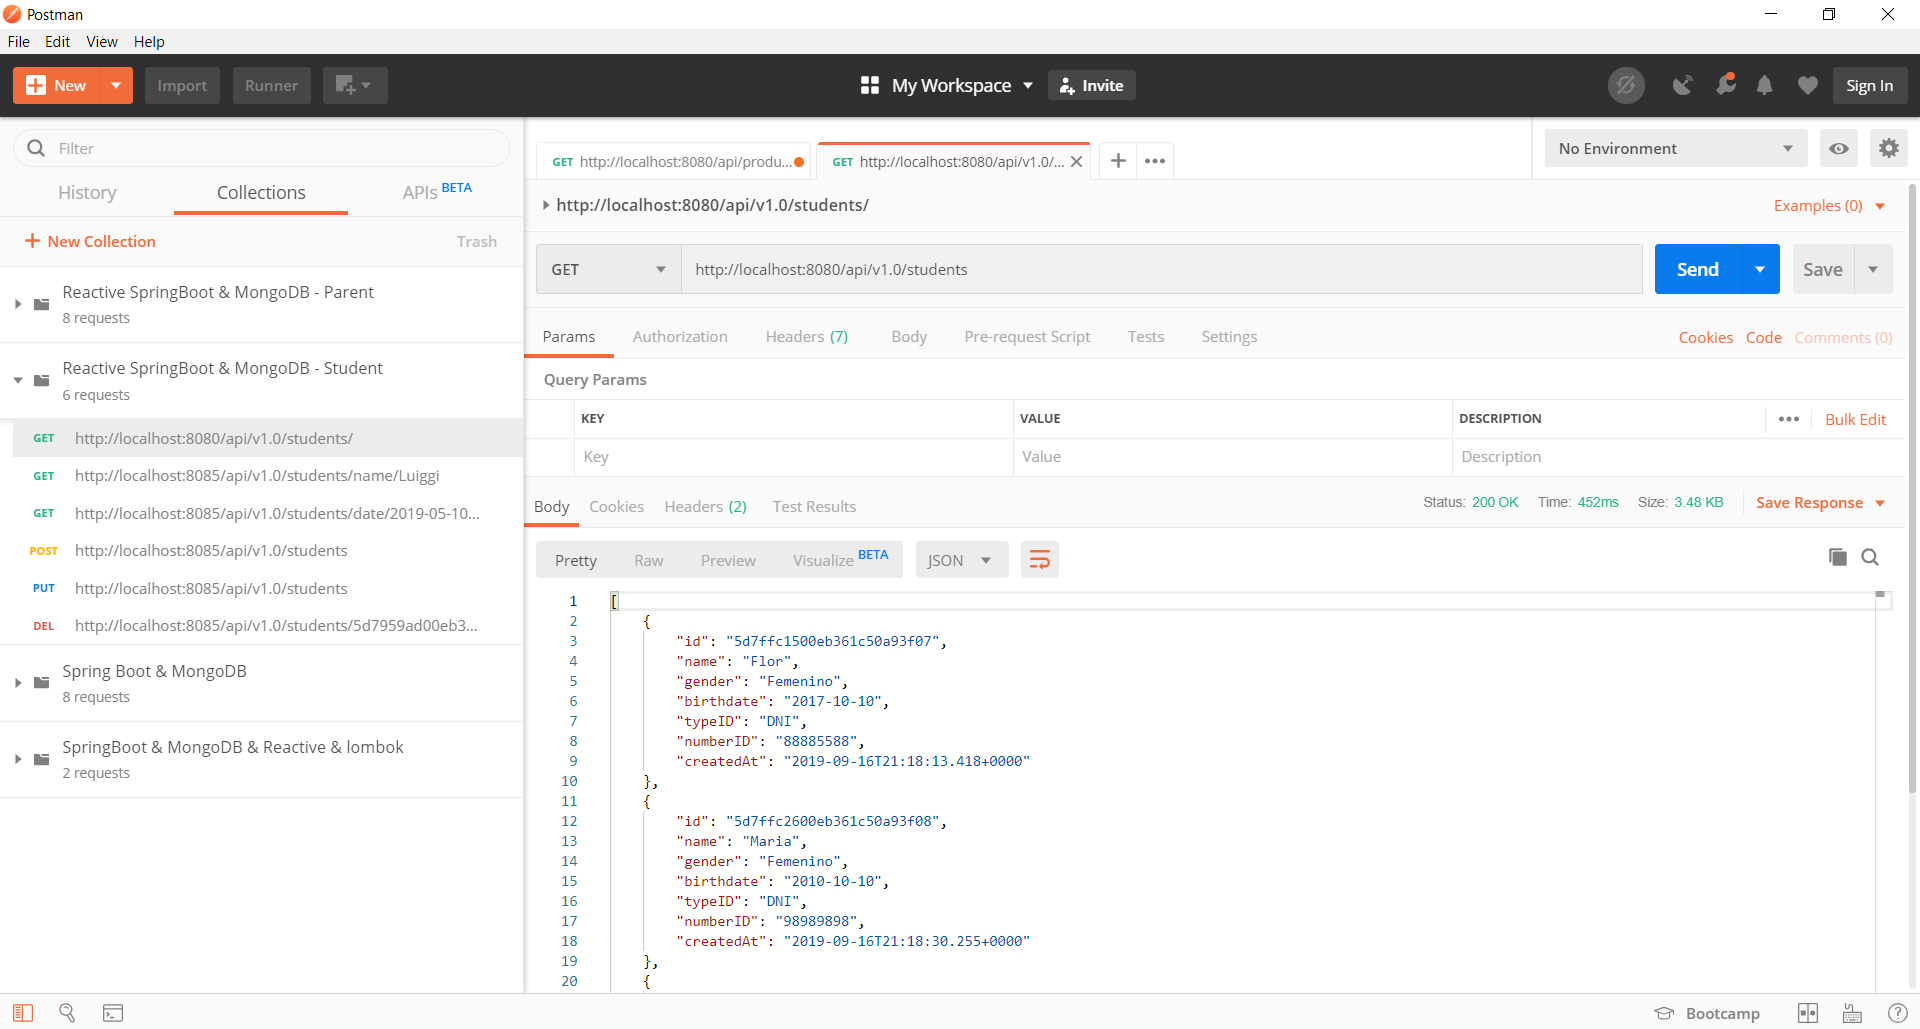 Postman
File Edit View Help
New Import Runner My Workspace Invite Sign In
Filter
History Collections APIs BETA
+ New Collection Trash
Reactive SpringBoot & MongoDB - Parent
8 requests
Reactive SpringBoot & MongoDB - Student
6 requests
GET http://localhost:8080/api/v1.0/students/
GET http://localhost:8085/api/v1.0/students/name/Luiggi
GET http://localhost:8085/api/v1.0/students/date/2019-05-10...
POST http://localhost:8085/api/v1.0/students
PUT http://localhost:8085/api/v1.0/students
DEL http://localhost:8085/api/v1.0/students/5d7959ad00eb3...
Spring Boot & MongoDB
8 requests
SpringBoot & MongoDB & Reactive & lombok
2 requests
GET http://localhost:8080/api/produ... GET http://localhost:8080/api/v1.0/... + ...
No Environment
http://localhost:8080/api/v1.0/students/ Examples (0)
GET http://localhost:8080/api/v1.0/students Send Save
Params Authorization Headers (7) Body Pre-request Script Tests Settings Cookies Code Comments (0)
Query Params
KEY VALUE DESCRIPTION ... Bulk Edit
Key Value Description
Body Cookies Headers (2) Test Results Status: 200 OK Time: 452ms Size: 3.48 KB Save Response
Pretty Raw Preview Visualize BETA JSON
1 [
2 {
3 "id": "5d7ffc1500eb361c50a93f07",
4 "name": "Flor",
5 "gender": "Femenino",
6 "birthdate": "2017-10-10",
7 "typeID": "DNI",
8 "numberID": "88885588",
9 "createdAt": "2019-09-16T21:18:13.418+0000"
10 },
11 {
12 "id": "5d7ffc2600eb361c50a93f08",
13 "name": "Maria",
14 "gender": "Femenino",
15 "birthdate": "2010-10-10",
16 "typeID": "DNI",
17 "numberID": "98989898",
18 "createdAt": "2019-09-16T21:18:30.255+0000"
19 },
20 {
Bootcamp